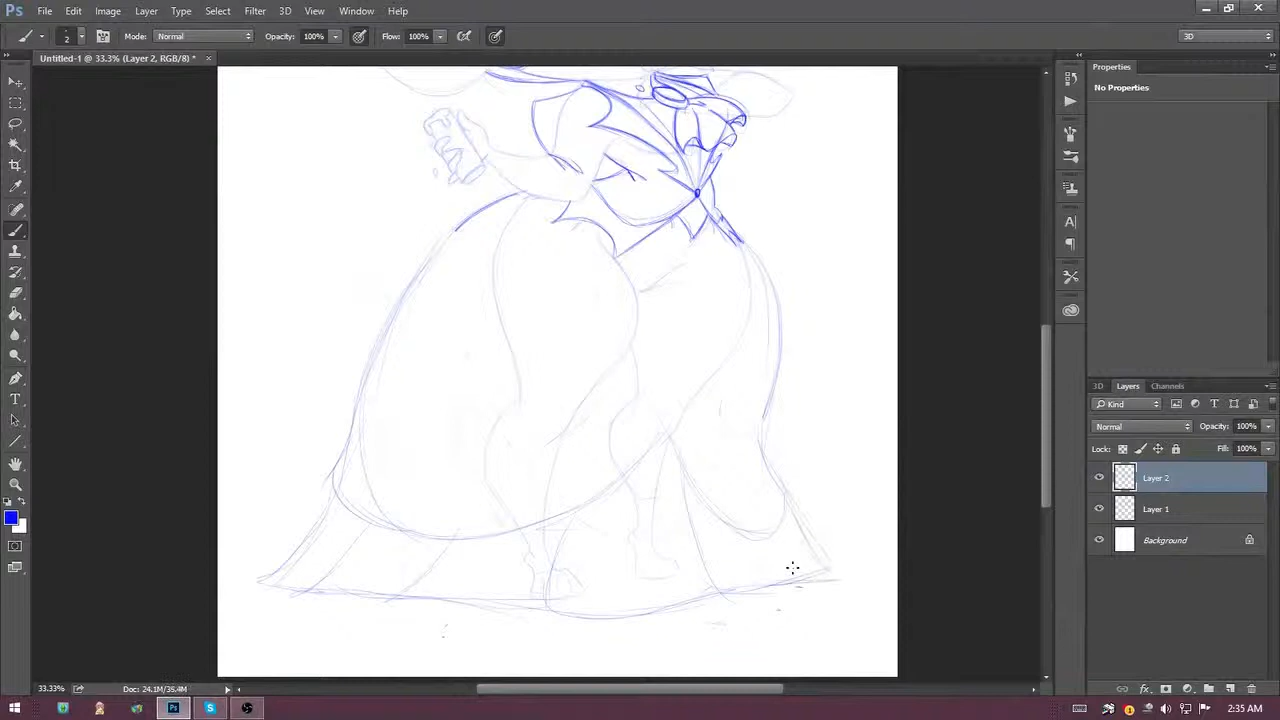 Ps File Edit Image Layer Type Select Filter 3D View Window Help
2 Mode: Normal Opacity: 100% Flow: 100% 3D
Untitled-1 @ 33.3% (Layer 2, RGB/8) *
Properties
No Properties
3D Layers Channels
Kind
Normal Opacity: 100%
Lock: Fill: 100%
Layer 2
Layer 1
Background
33.33% Doc: 24.1M/35.4M
2:35 AM